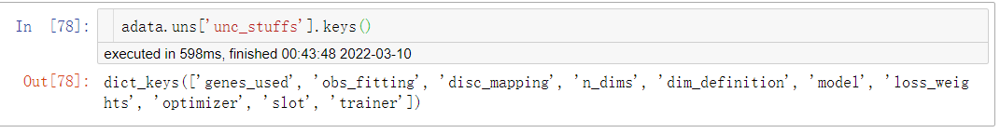 In [78]: adata.uns['unc_stuffs'].keys()
executed in 598ms, finished 00:43:48 2022-03-10
Out[78]: dict_keys(['genes_used', 'obs_fitting', 'disc_mapping', 'n_dims', 'dim_definition', 'model', 'loss_weig
hts', 'optimizer', 'slot', 'trainer'])